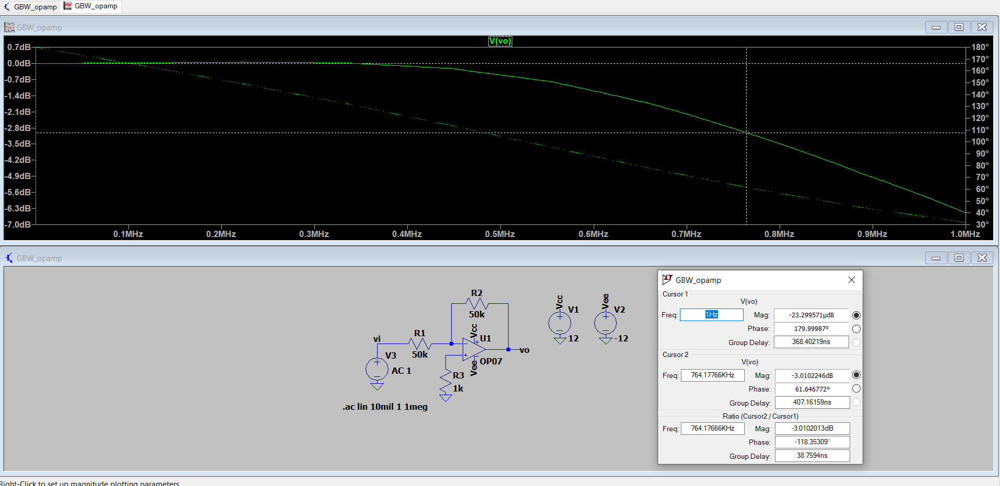 GBW_opamp GBW_opamp
GBW_opamp
V(vo)
0.7dB
0.0dB
-0.7dB
-1.4dB
-2.1dB
-2.8dB
-3.5dB
-4.2dB
-4.9dB
-5.6dB
-6.3dB
-7.0dB
180°
170°
160°
150°
140°
130°
120°
110°
100°
90°
80°
70°
60°
50°
40°
30°
0.1MHz 0.2MHz 0.3MHz 0.4MHz 0.5MHz 0.6MHz 0.7MHz 0.8MHz 0.9MHz 1.0MHz
GBW_opamp
R2
50k
Vcc
U1
R1
50k
vi
V3
AC 1
OP07
Vee
vo
R3
1k
.ac lin 10mil 1 1meg
Vcc
V1
12
Vee
V2
-12
GBW_opamp
Cursor 1
V(vo)
Freq: 1Hz Mag: -23.299571µdB
Phase: 179.99987°
Group Delay: 368.40219ns
Cursor 2
V(vo)
Freq: 764.17766KHz Mag: -3.0102246dB
Phase: 61.646772°
Group Delay: 407.16159ns
Ratio (Cursor2 / Cursor1)
Freq: 764.17666KHz Mag: -3.0102013dB
Phase: -118.35309°
Group Delay: 38.7594ns
Right-Click to set up magnitude plotting parameters